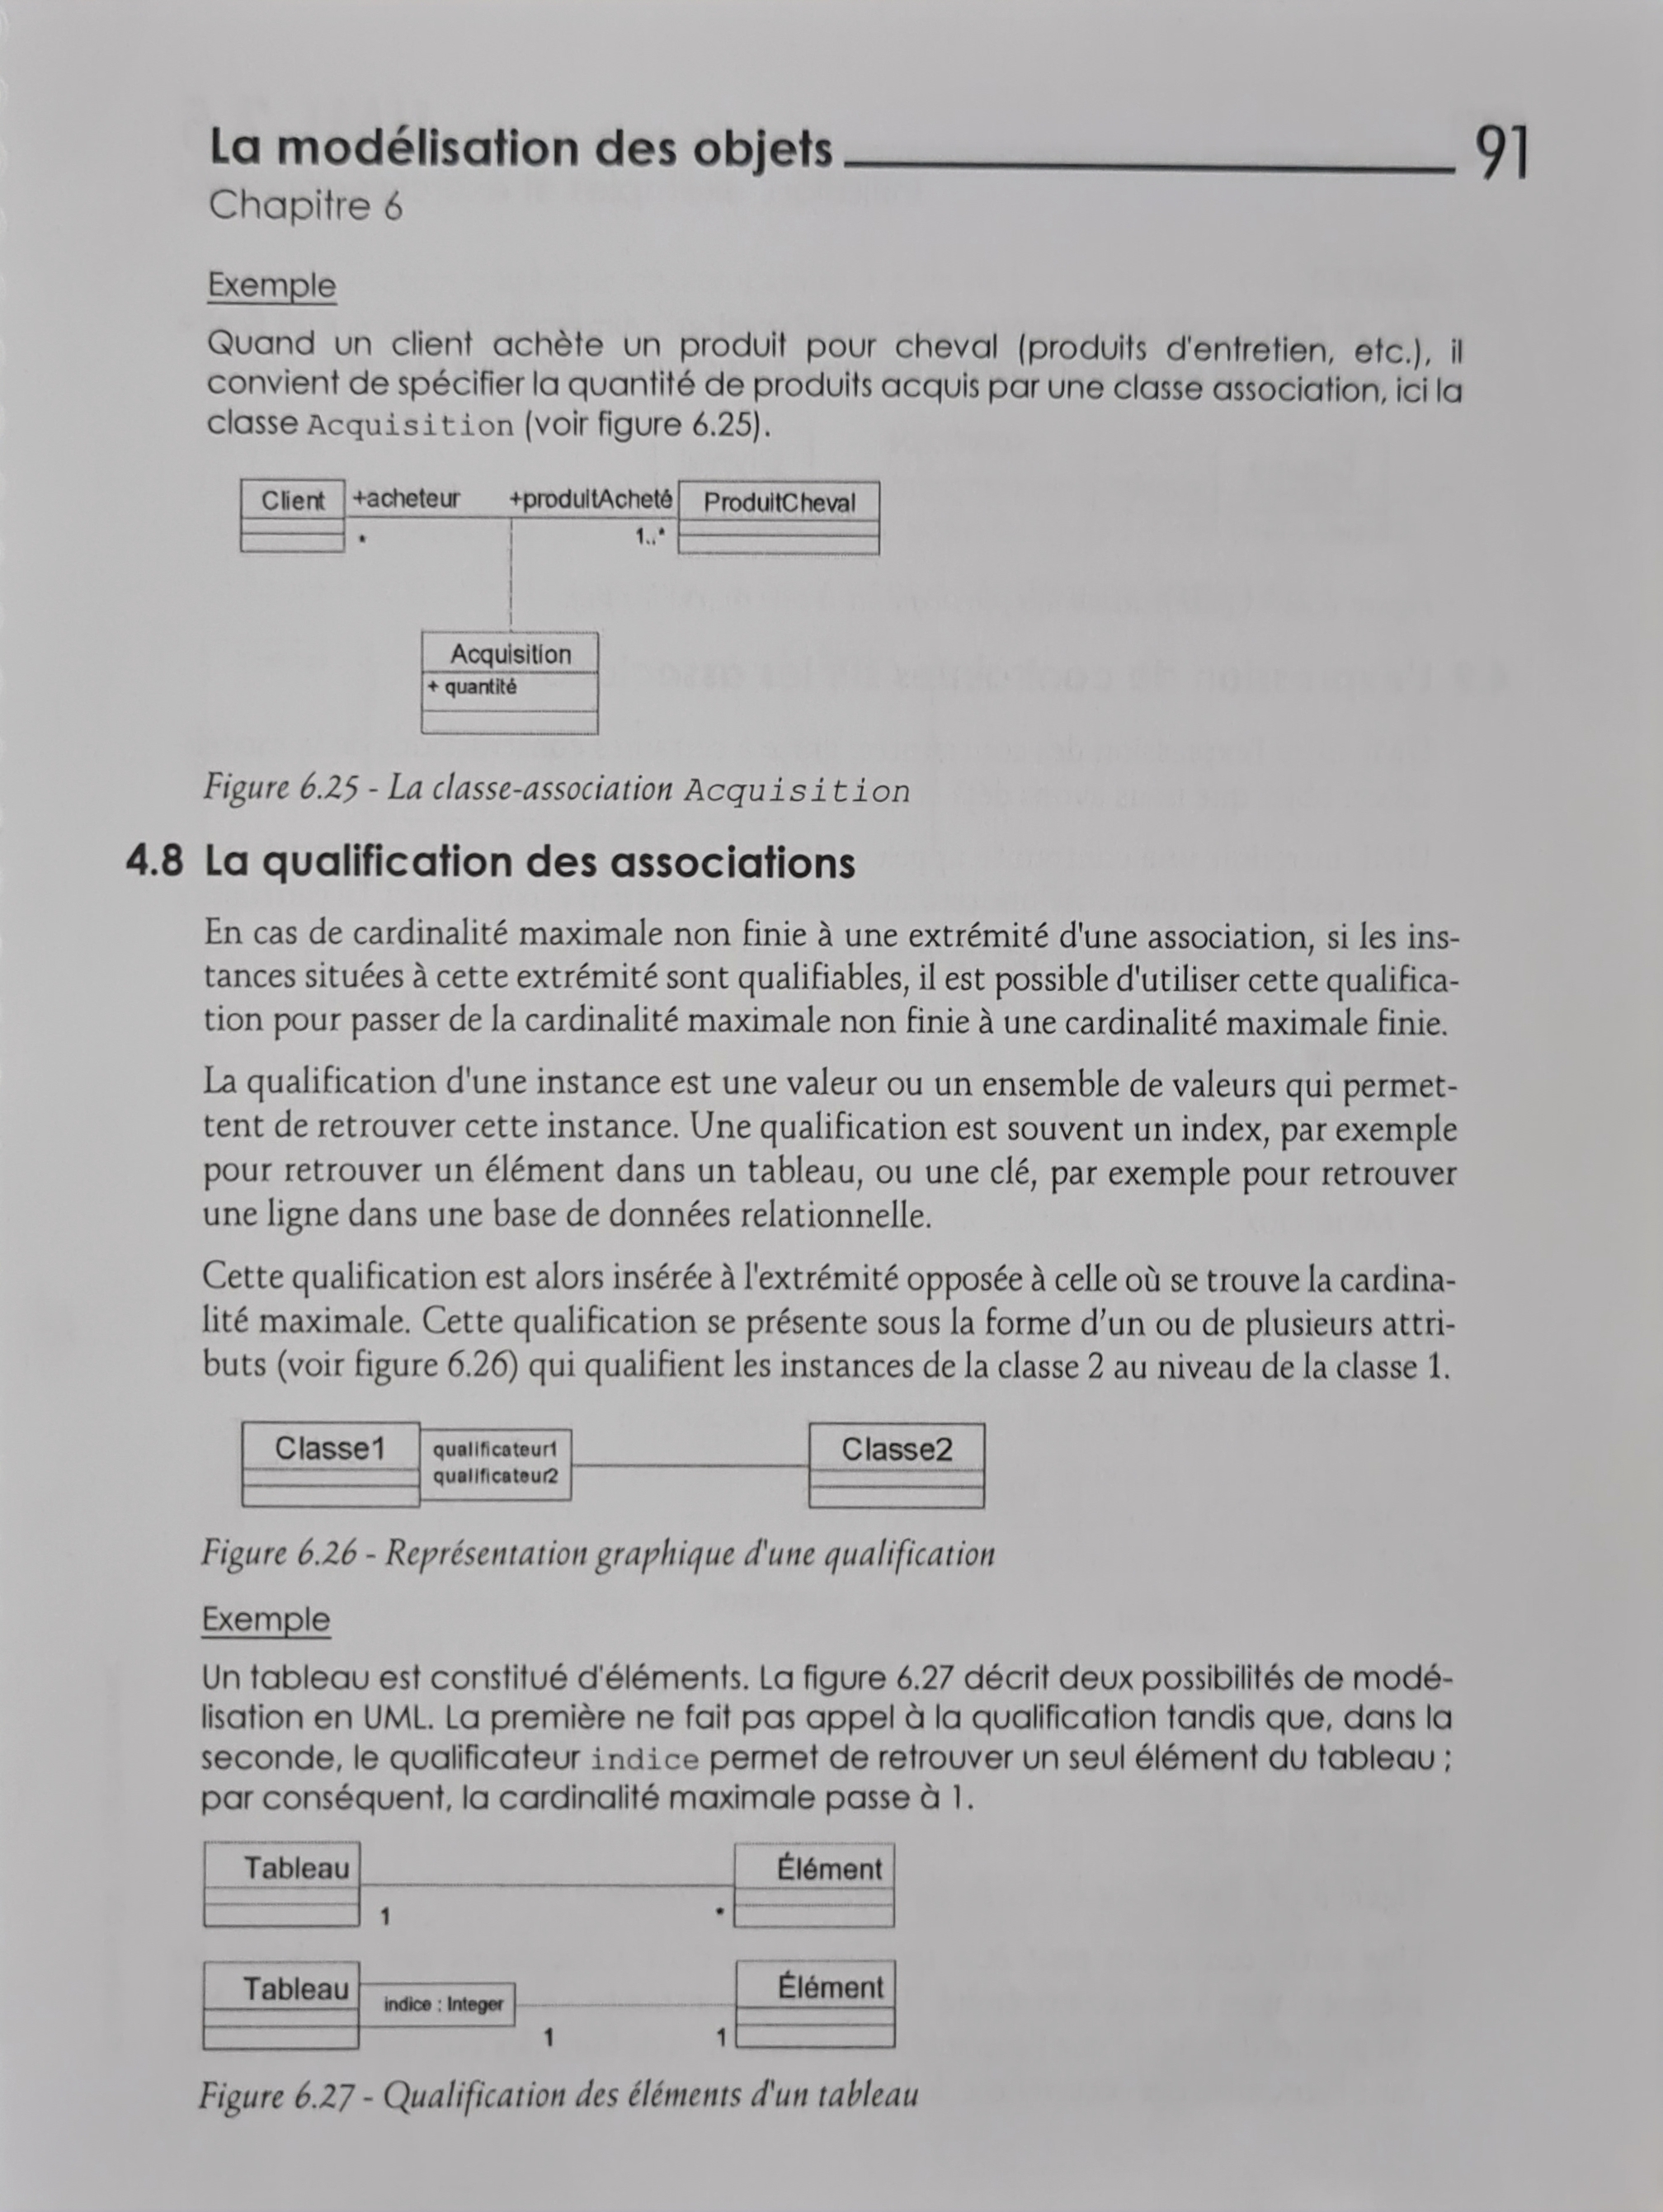 La modélisation des objets 91
Chapitre 6
Exemple
Quand un client achète un produit pour cheval (produits d'entretien, etc.), il
convient de spécifier la quantité de produits acquis par une classe association, ici la
classe Acquisition (voir figure 6.25).
Client +acheteur +produitAcheté ProduitCheval
* 1..*
Acquisition
+ quantité
Figure 6.25 - La classe-association Acquisition
4.8 La qualification des associations
En cas de cardinalité maximale non finie à une extrémité d'une association, si les ins-
tances situées à cette extrémité sont qualifiables, il est possible d'utiliser cette qualifica-
tion pour passer de la cardinalité maximale non finie à une cardinalité maximale finie.
La qualification d'une instance est une valeur ou un ensemble de valeurs qui permet-
tent de retrouver cette instance. Une qualification est souvent un index, par exemple
pour retrouver un élément dans un tableau, ou une clé, par exemple pour retrouver
une ligne dans une base de données relationnelle.
Cette qualification est alors insérée à l'extrémité opposée à celle où se trouve la cardina-
lité maximale. Cette qualification se présente sous la forme d'un ou de plusieurs attri-
buts (voir figure 6.26) qui qualifient les instances de la classe 2 au niveau de la classe 1.
Classe1 qualificateur1 Classe2
qualificateur2
Figure 6.26 - Représentation graphique d'une qualification
Exemple
Un tableau est constitué d'éléments. La figure 6.27 décrit deux possibilités de modé-
lisation en UML. La première ne fait pas appel à la qualification tandis que, dans la
seconde, le qualificateur indice permet de retrouver un seul élément du tableau ;
par conséquent, la cardinalité maximale passe à 1.
Tableau Élément
1 *
Tableau indice : Integer Élément
1 1
Figure 6.27 - Qualification des éléments d'un tableau